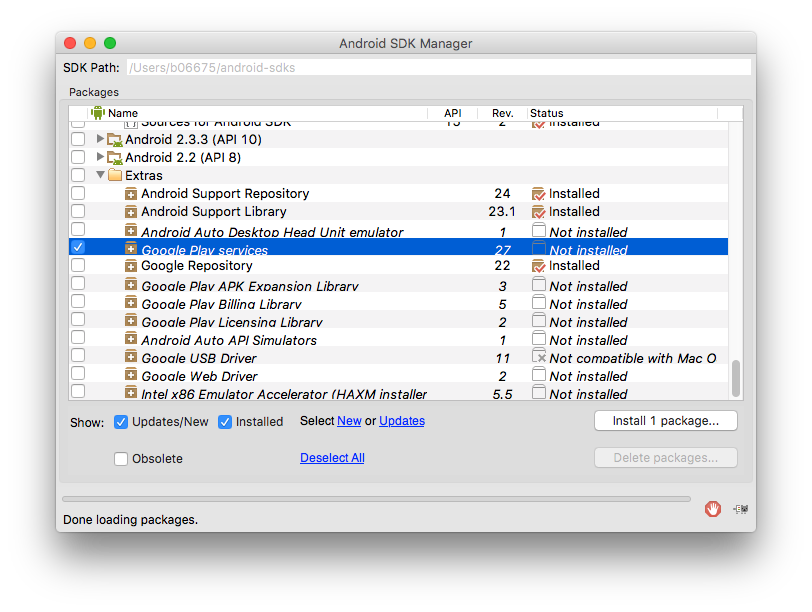 Android SDK Manager
SDK Path: /Users/b06675/android-sdks
Packages
Name API Rev. Status
Sources for Android SDK 15 2 Installed
Android 2.3.3 (API 10)
Android 2.2 (API 8)
Extras
Android Support Repository 24 Installed
Android Support Library 23.1 Installed
Android Auto Desktop Head Unit emulator 1 Not installed
Google Play services 27 Not installed
Google Repository 22 Installed
Google Play APK Expansion Library 3 Not installed
Google Play Billing Library 5 Not installed
Google Play Licensing Library 2 Not installed
Android Auto API Simulators 1 Not installed
Google USB Driver 11 Not compatible with Mac O
Google Web Driver 2 Not installed
Intel x86 Emulator Accelerator (HAXM installer 5.5 Not installed
Show: Updates/New Installed Select New or Updates Install 1 package...
Obsolete Deselect All Delete packages...
Done loading packages.